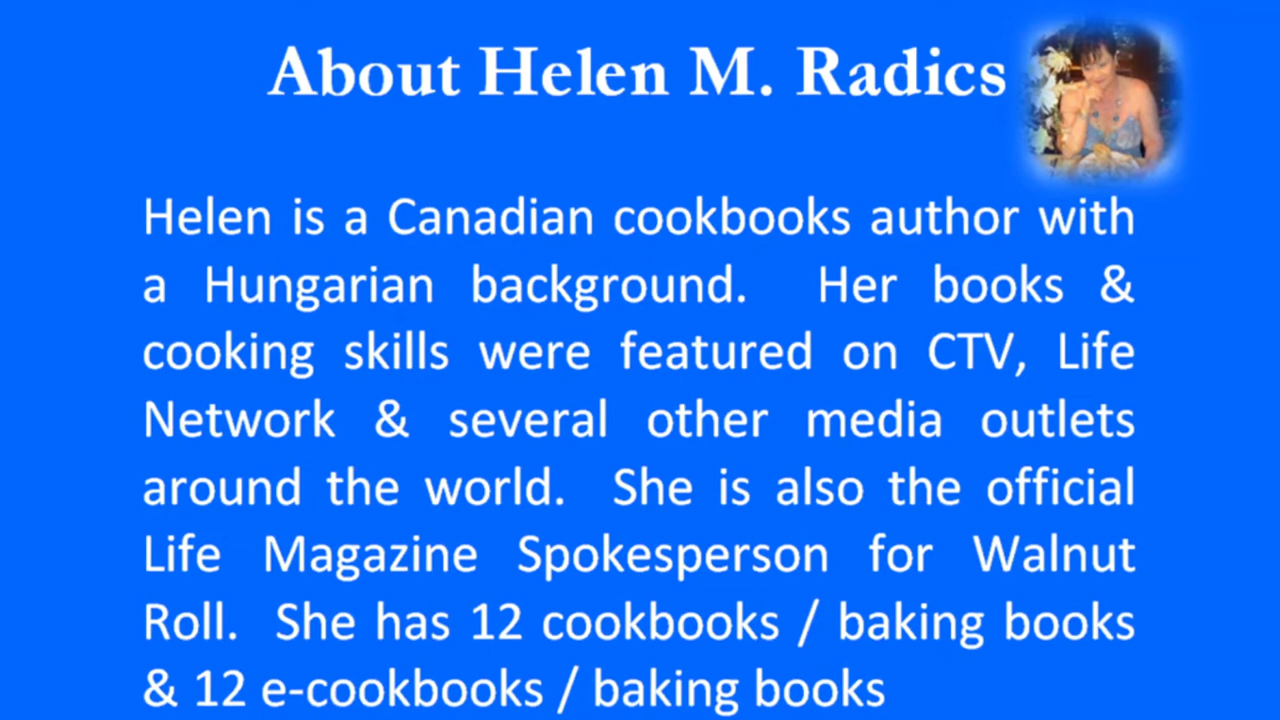 About Helen M. Radics
Helen is a Canadian cookbooks author with
a Hungarian background. Her books &
cooking skills were featured on CTV, Life
Network & several other media outlets
around the world. She is also the official
Life Magazine Spokesperson for Walnut
Roll. She has 12 cookbooks / baking books
& 12 e-cookbooks / baking books